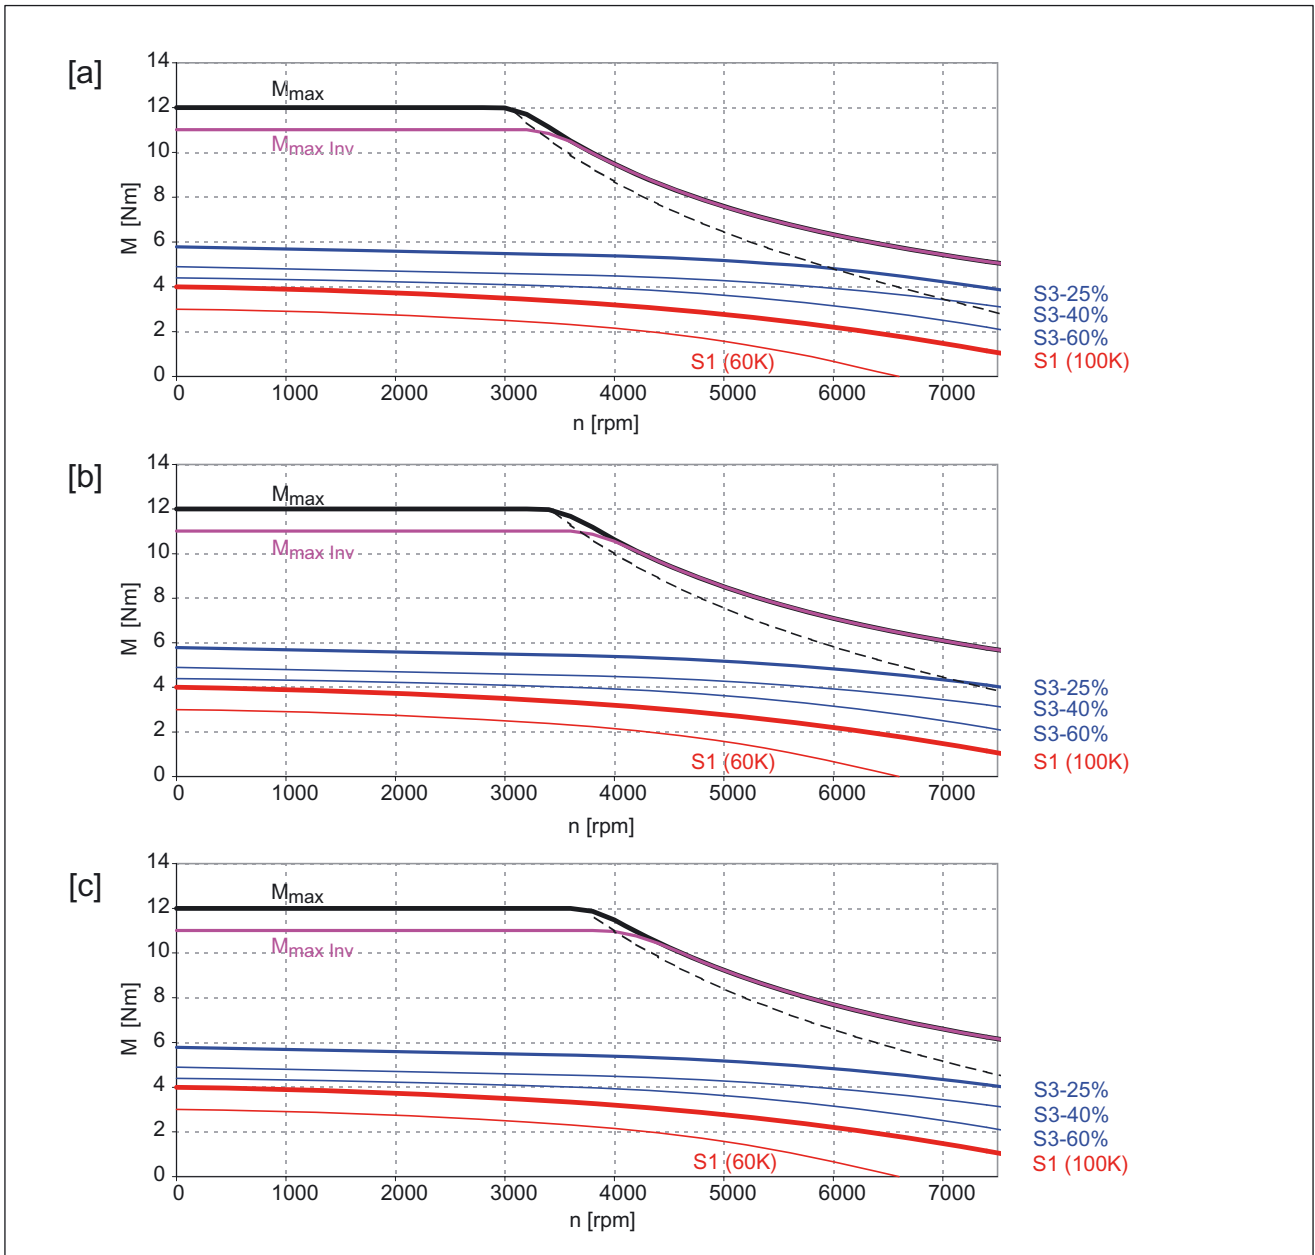 [a]
14
12
10
8
6
4
2
0
M [Nm]
Mmax
Mmax Inv
S3-25%
S3-40%
S3-60%
S1 (100K)
S1 (60K)
0 1000 2000 3000 4000 5000 6000 7000
n [rpm]
[b]
14
12
10
8
6
4
2
0
M [Nm]
Mmax
Mmax Inv
S3-25%
S3-40%
S3-60%
S1 (100K)
S1 (60K)
0 1000 2000 3000 4000 5000 6000 7000
n [rpm]
[c]
14
12
10
8
6
4
2
0
M [Nm]
Mmax
Mmax Inv
S3-25%
S3-40%
S3-60%
S1 (100K)
S1 (60K)
0 1000 2000 3000 4000 5000 6000 7000
n [rpm]